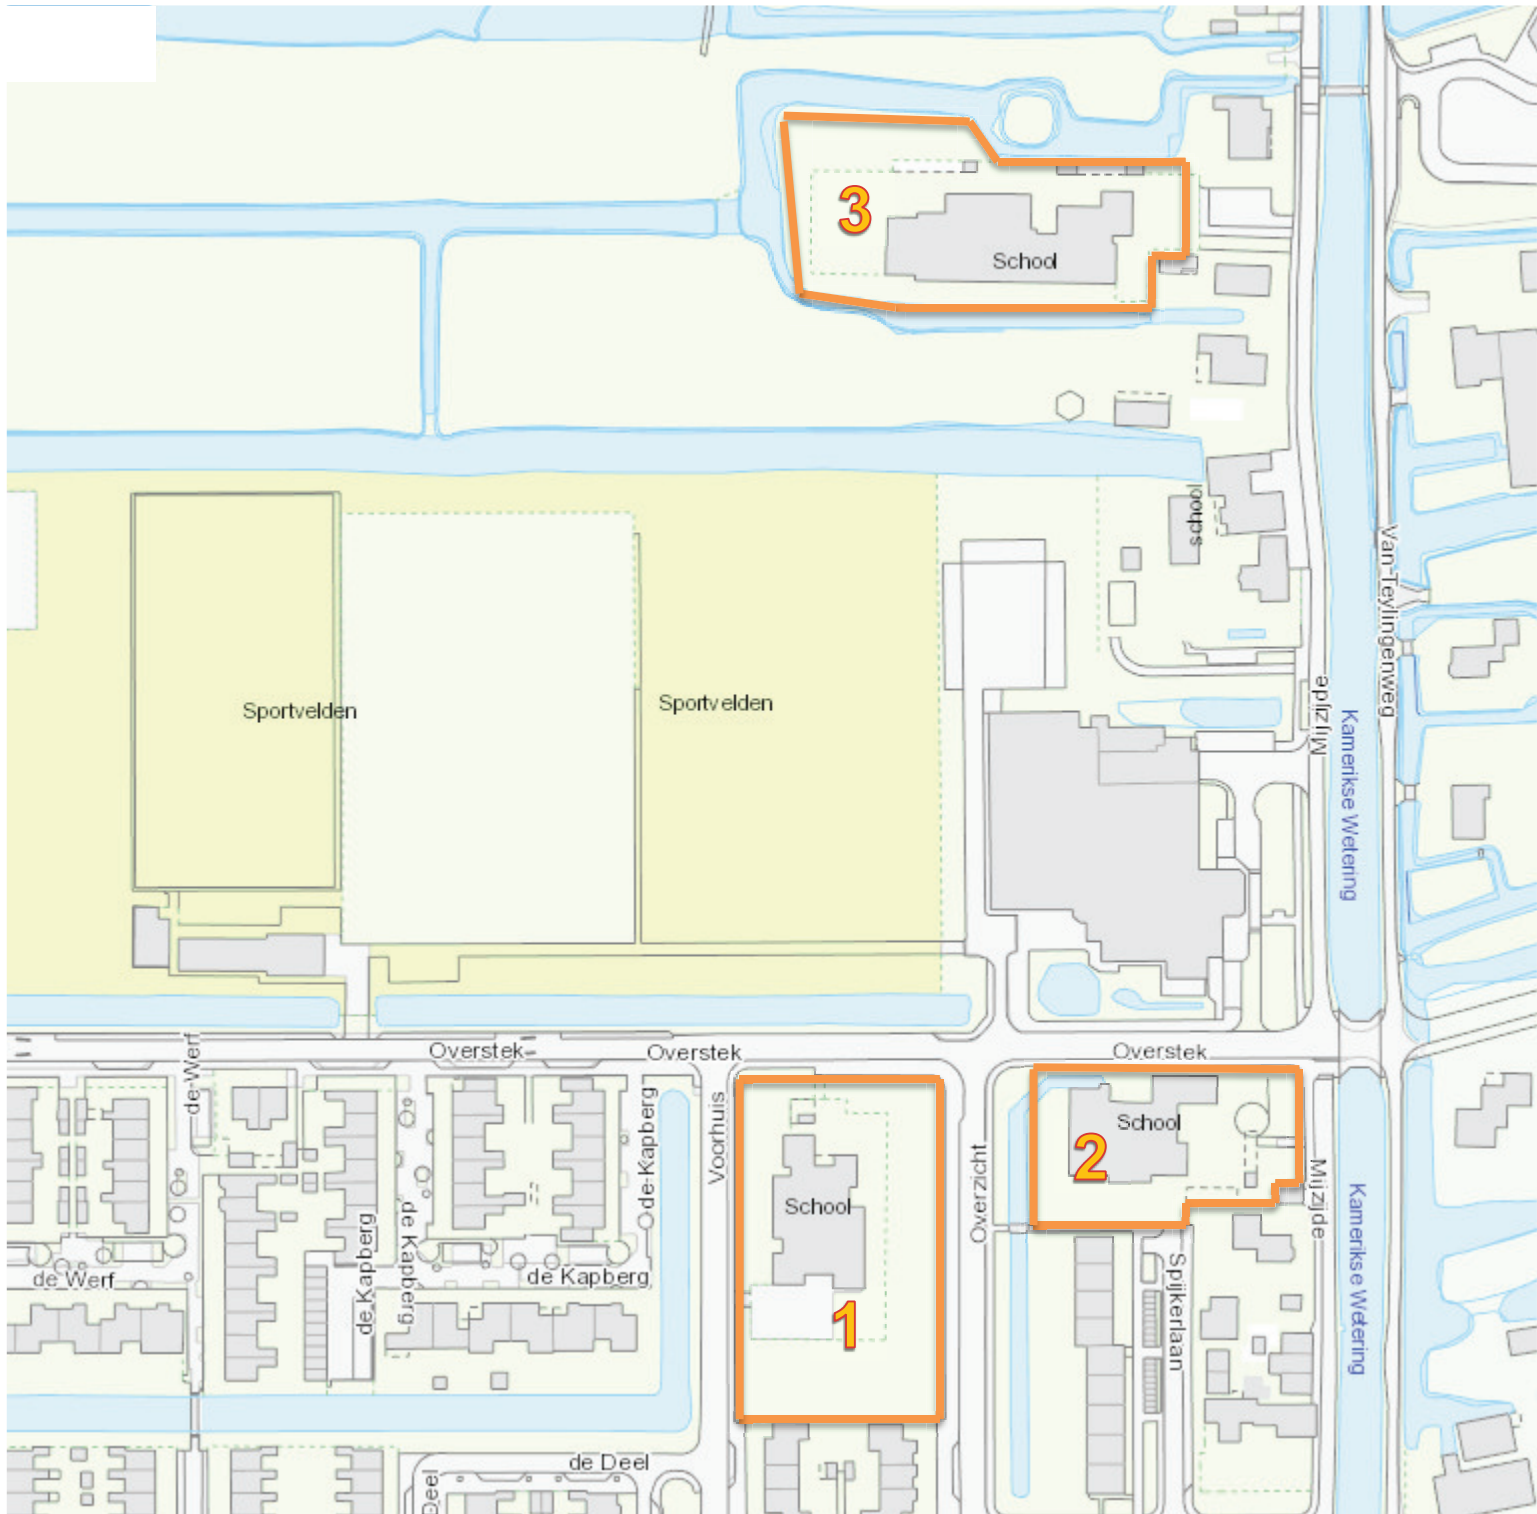 3
School
school
Van-Teylingenweg
Mijzijde
Kamerikse Wetering
Sportvelden
Sportvelden
Overstek
Overstek
Overstek
de-Werf
de-Kapberg
Voorhuis
School
2
Overzicht
Mijzijde
Kamerikse Wetering
School
1
de Kapberg
de Kapberg
de Kapberg
de Werf
Spijkerlaan
de Deel
Deel